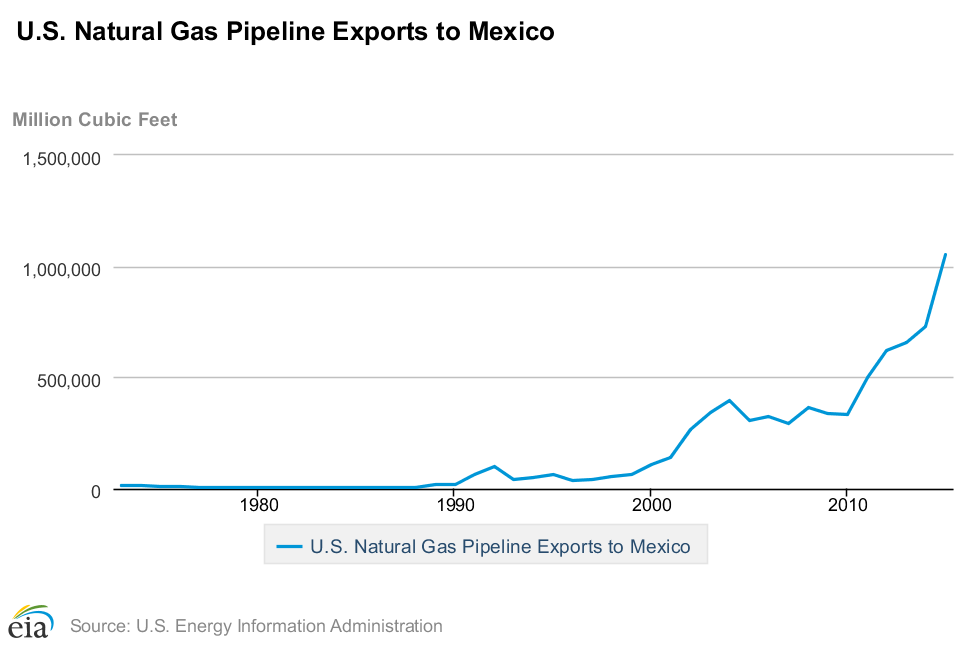 U.S. Natural Gas Pipeline Exports to Mexico
Million Cubic Feet
1,500,000
1,000,000
500,000
0
1980 1990 2000 2010
U.S. Natural Gas Pipeline Exports to Mexico
eia Source: U.S. Energy Information Administration